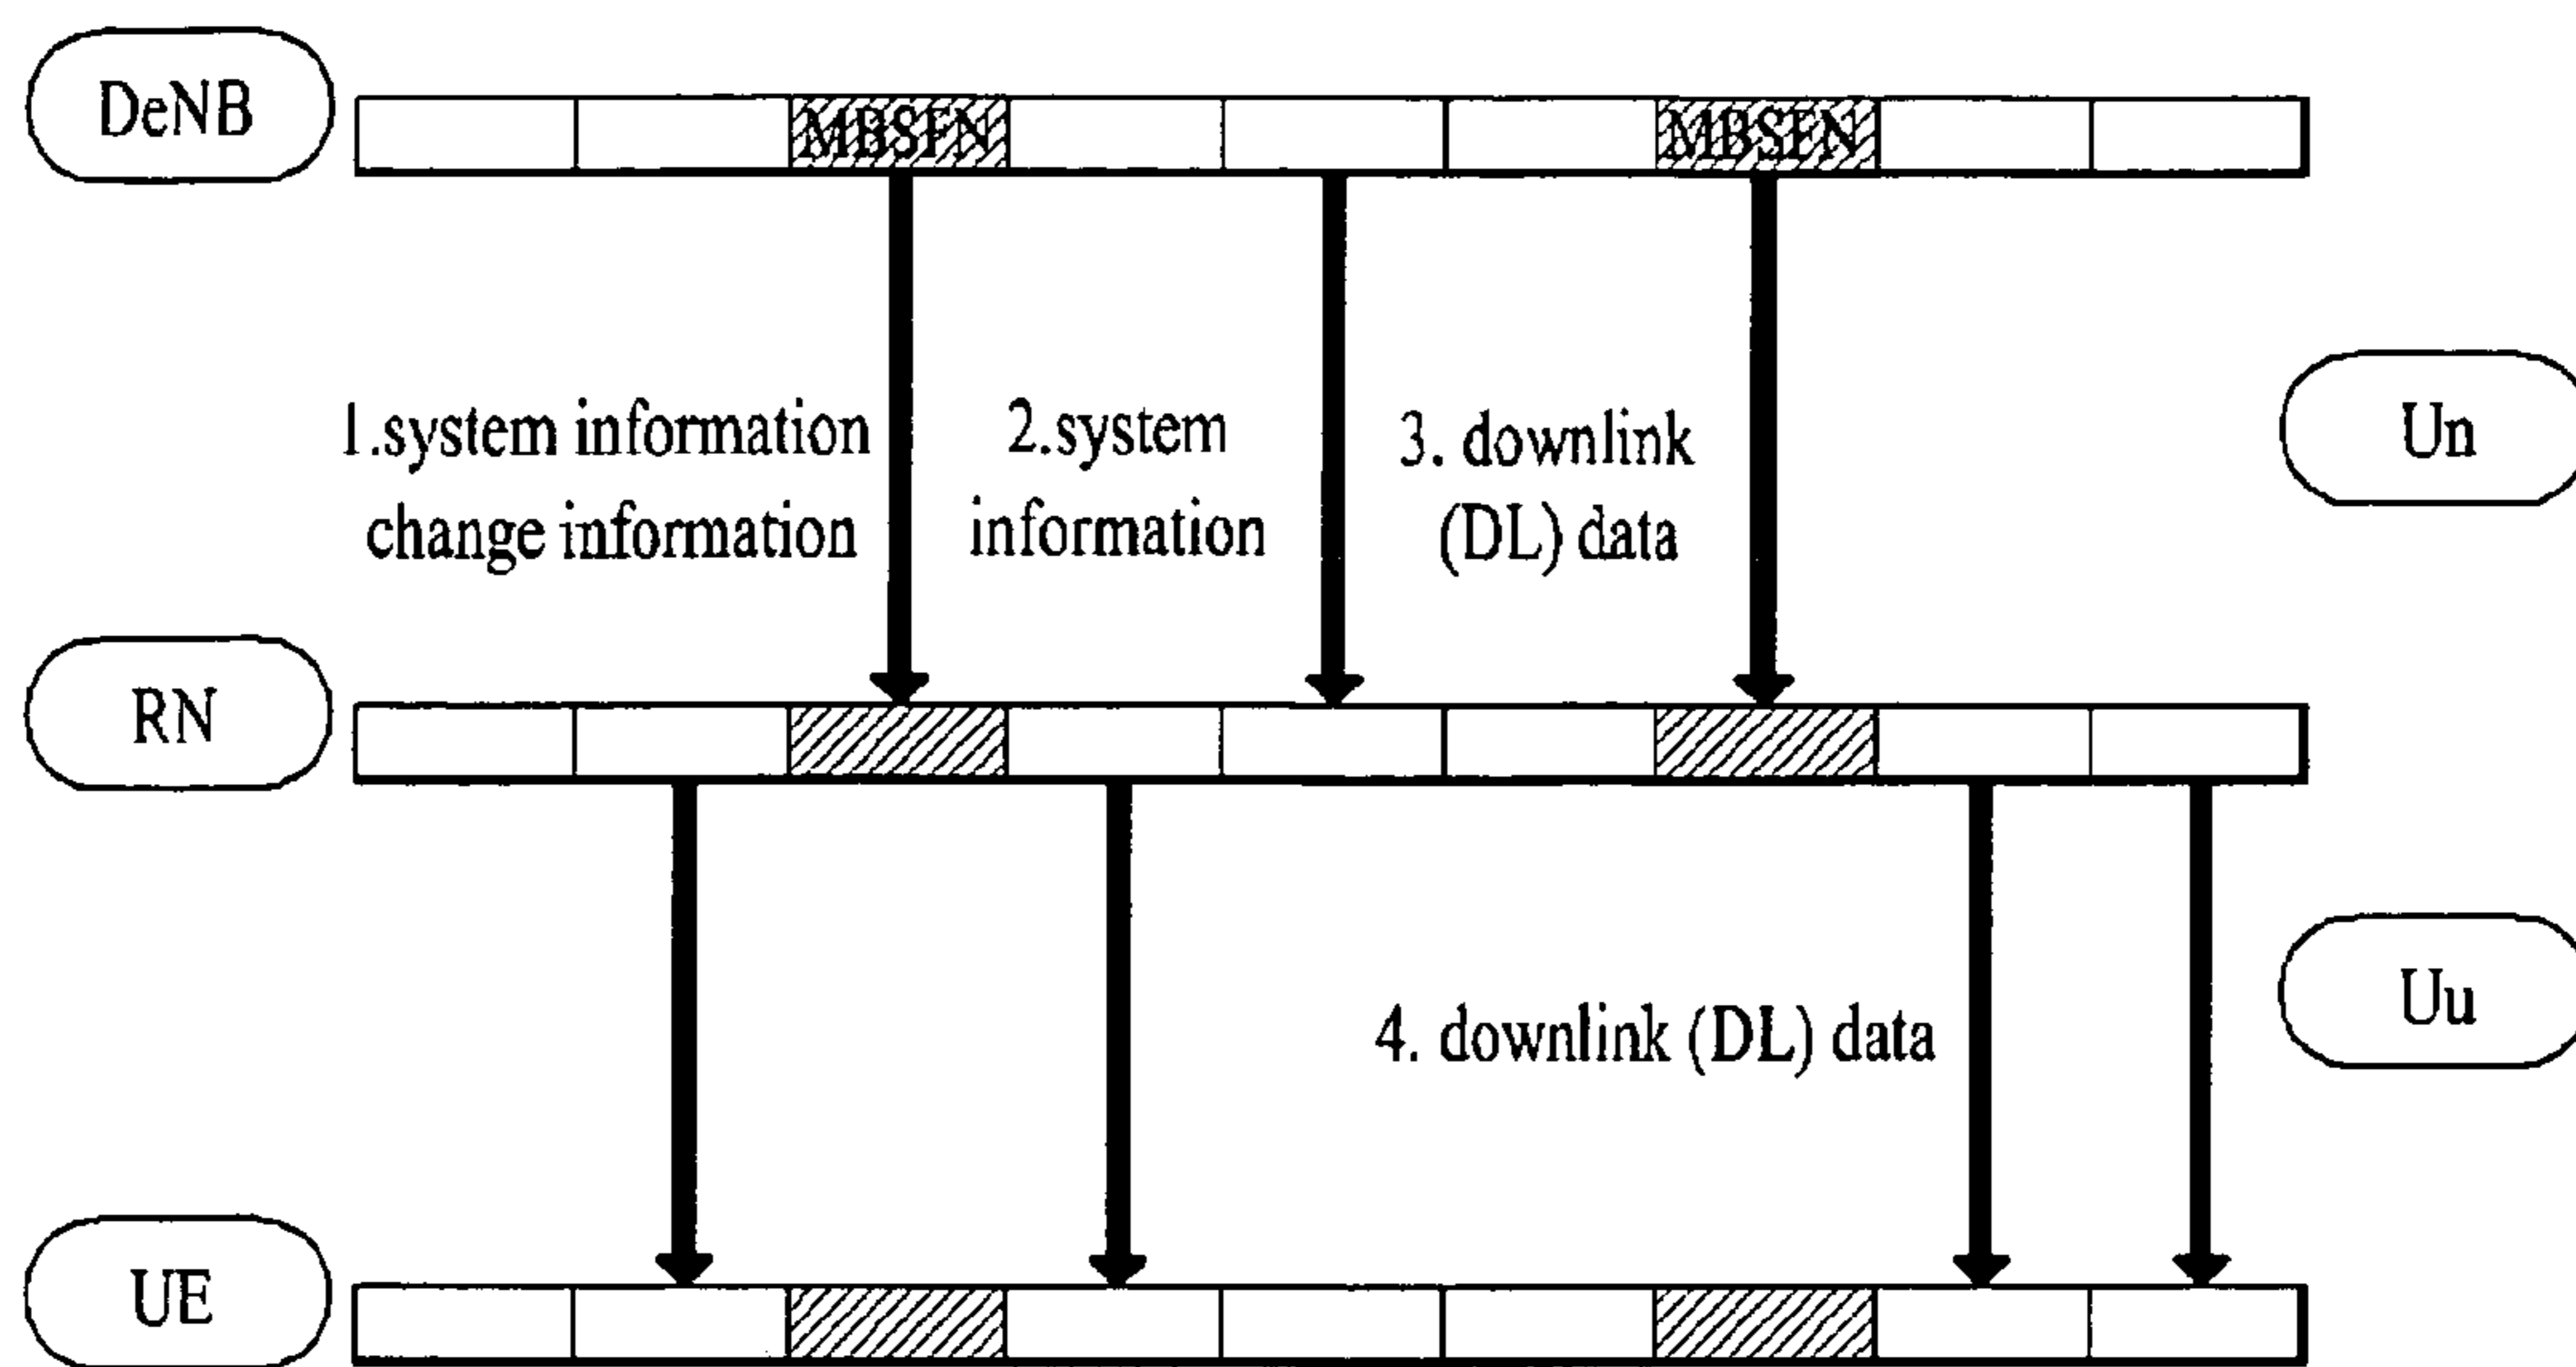 DeNB
MBSFN
MBSFN
1.system information
change information
2.system
information
3. downlink
(DL) data
Un
RN
4. downlink (DL) data
Uu
UE